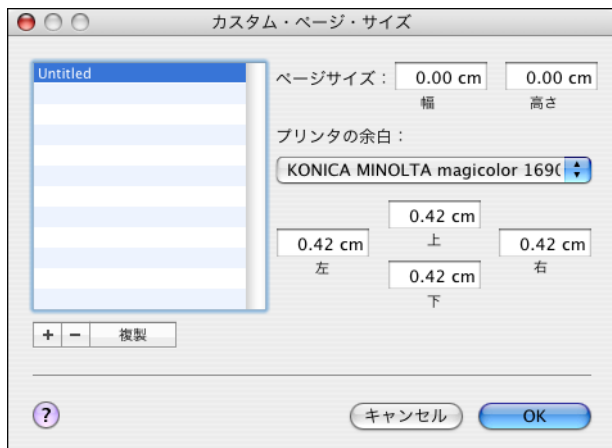 カスタム・ページ・サイズ
Untitled
ページサイズ： 0.00 cm 0.00 cm
幅 高さ
プリンタの余白：
KONICA MINOLTA magicolor 169
0.42 cm
上
0.42 cm 0.42 cm
左 右
0.42 cm
下
+ − 複製
? キャンセル OK